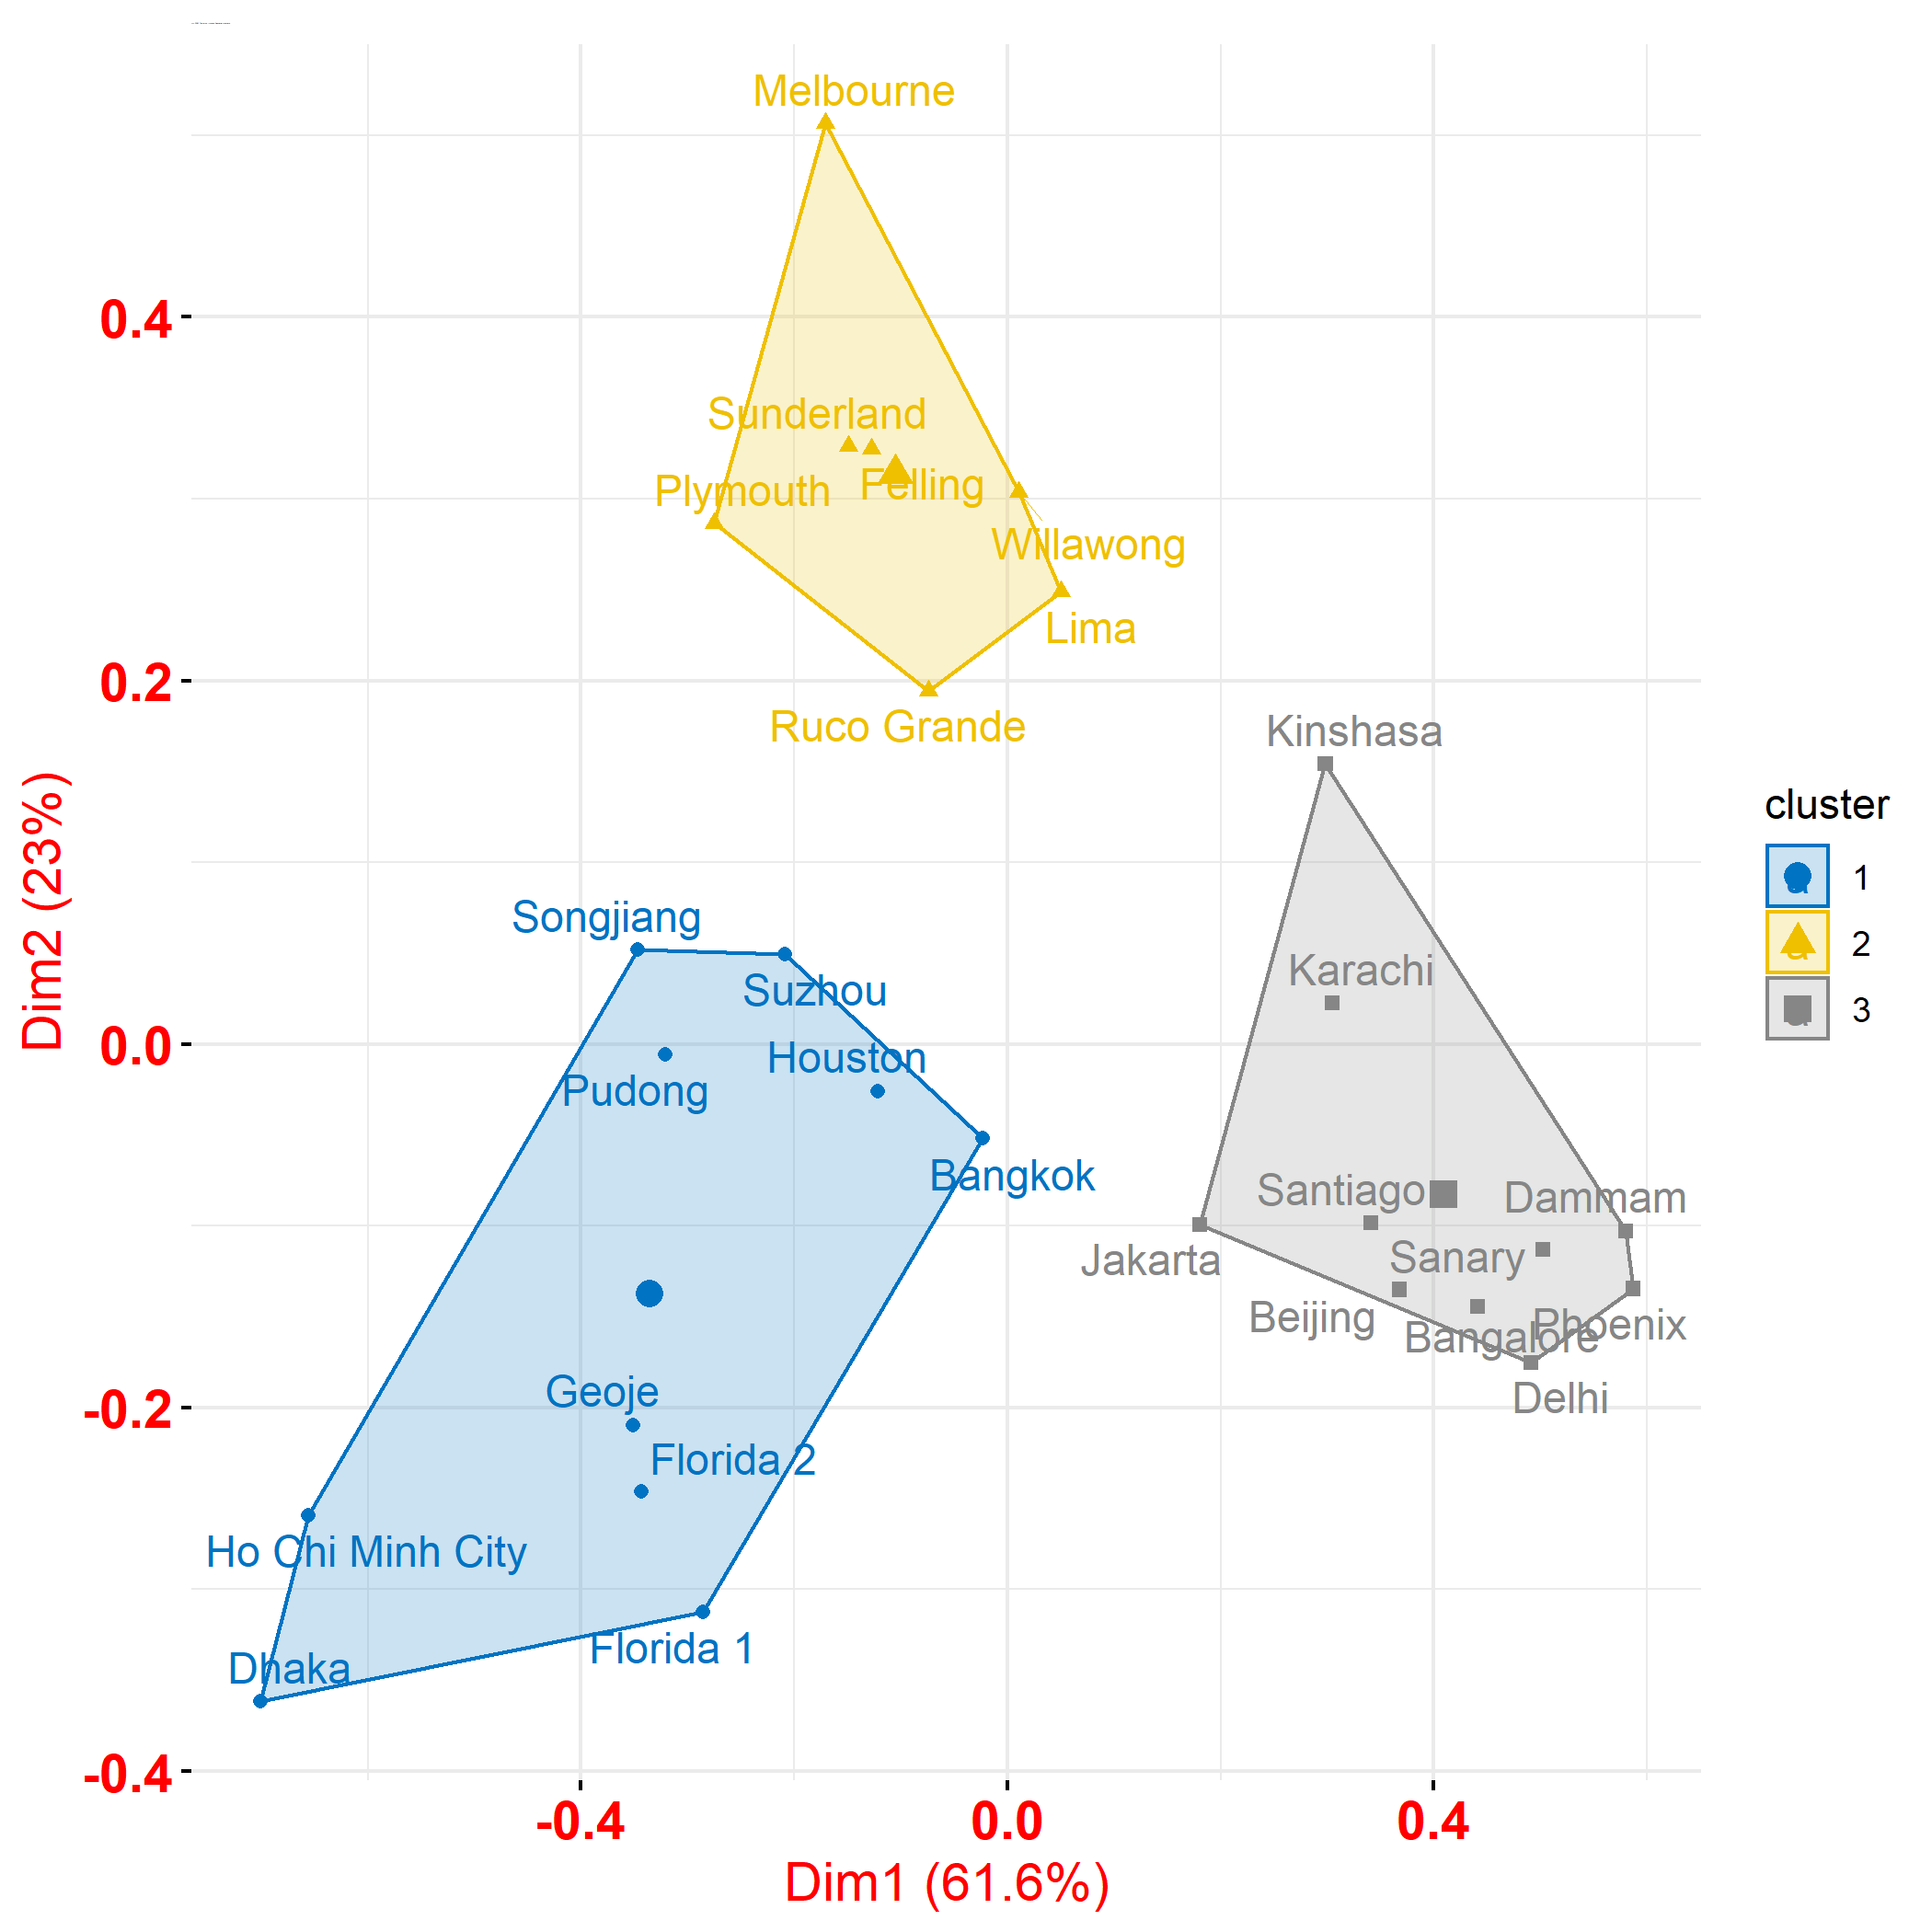 Melbourne
0.4
Sunderland
Plymouth
Felling
Willawong
Lima
0.2
Ruco Grande
Kinshasa
Dim2 (23%)
cluster
1
2
3
Songjiang
Karachi
Suzhou
0.0
Houston
Pudong
Bangkok
Santiago
Dammam
Jakarta
Sanary
Beijing
Phoenix
Bangalore
Geoje
Delhi
-0.2
Florida 2
Ho Chi Minh City
Florida 1
Dhaka
-0.4
-0.4
0.0
0.4
Dim1 (61.6%)